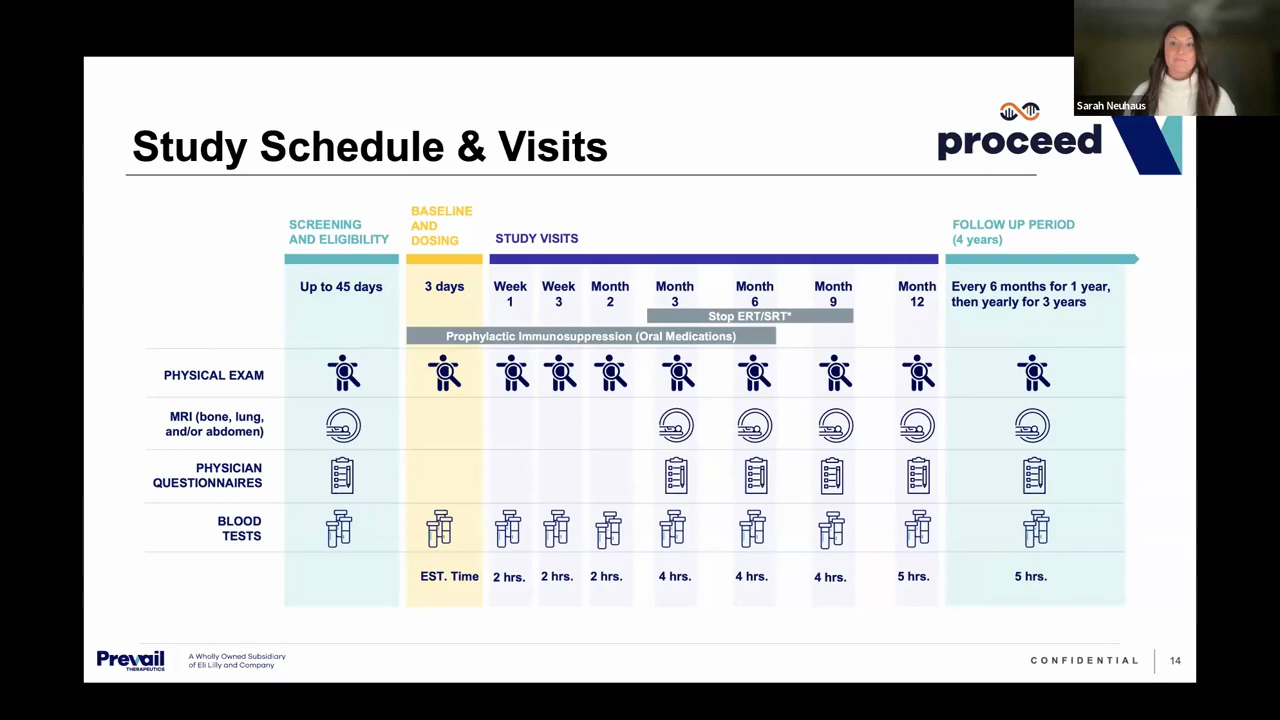 Sarah Neuhaus
Study Schedule & Visits
proceed
SCREENING
AND ELIGIBILITY
BASELINE
AND
DOSING
STUDY VISITS
FOLLOW UP PERIOD
(4 years)
Up to 45 days
3 days
Week
1
Week
3
Month
2
Month
3
Month
6
Month
9
Month
12
Every 6 months for 1 year,
then yearly for 3 years
Stop ERT/SRT*
Prophylactic Immunosuppression (Oral Medications)
PHYSICAL EXAM
MRI (bone, lung,
and/or abdomen)
PHYSICIAN
QUESTIONNAIRES
BLOOD
TESTS
EST. Time
2 hrs.
2 hrs.
2 hrs.
4 hrs.
4 hrs.
4 hrs.
5 hrs.
5 hrs.
Prevail
THERAPEUTICS
A Wholly Owned Subsidiary
of Eli Lilly and Company
CONFIDENTIAL
14